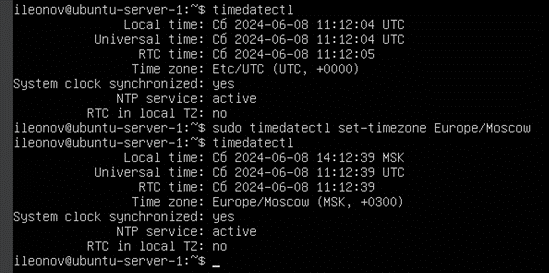 ileonov@ubuntu-server-1:~$ timedatectl
Local time: Сб 2024-06-08 11:12:04 UTC
Universal time: Сб 2024-06-08 11:12:04 UTC
RTC time: Сб 2024-06-08 11:12:05
Time zone: Etc/UTC (UTC, +0000)
System clock synchronized: yes
NTP service: active
RTC in local TZ: no
ileonov@ubuntu-server-1:~$ sudo timedatectl set-timezone Europe/Moscow
ileonov@ubuntu-server-1:~$ timedatectl
Local time: Сб 2024-06-08 14:12:39 MSK
Universal time: Сб 2024-06-08 11:12:39 UTC
RTC time: Сб 2024-06-08 11:12:39
Time zone: Europe/Moscow (MSK, +0300)
System clock synchronized: yes
NTP service: active
RTC in local TZ: no
ileonov@ubuntu-server-1:~$ _